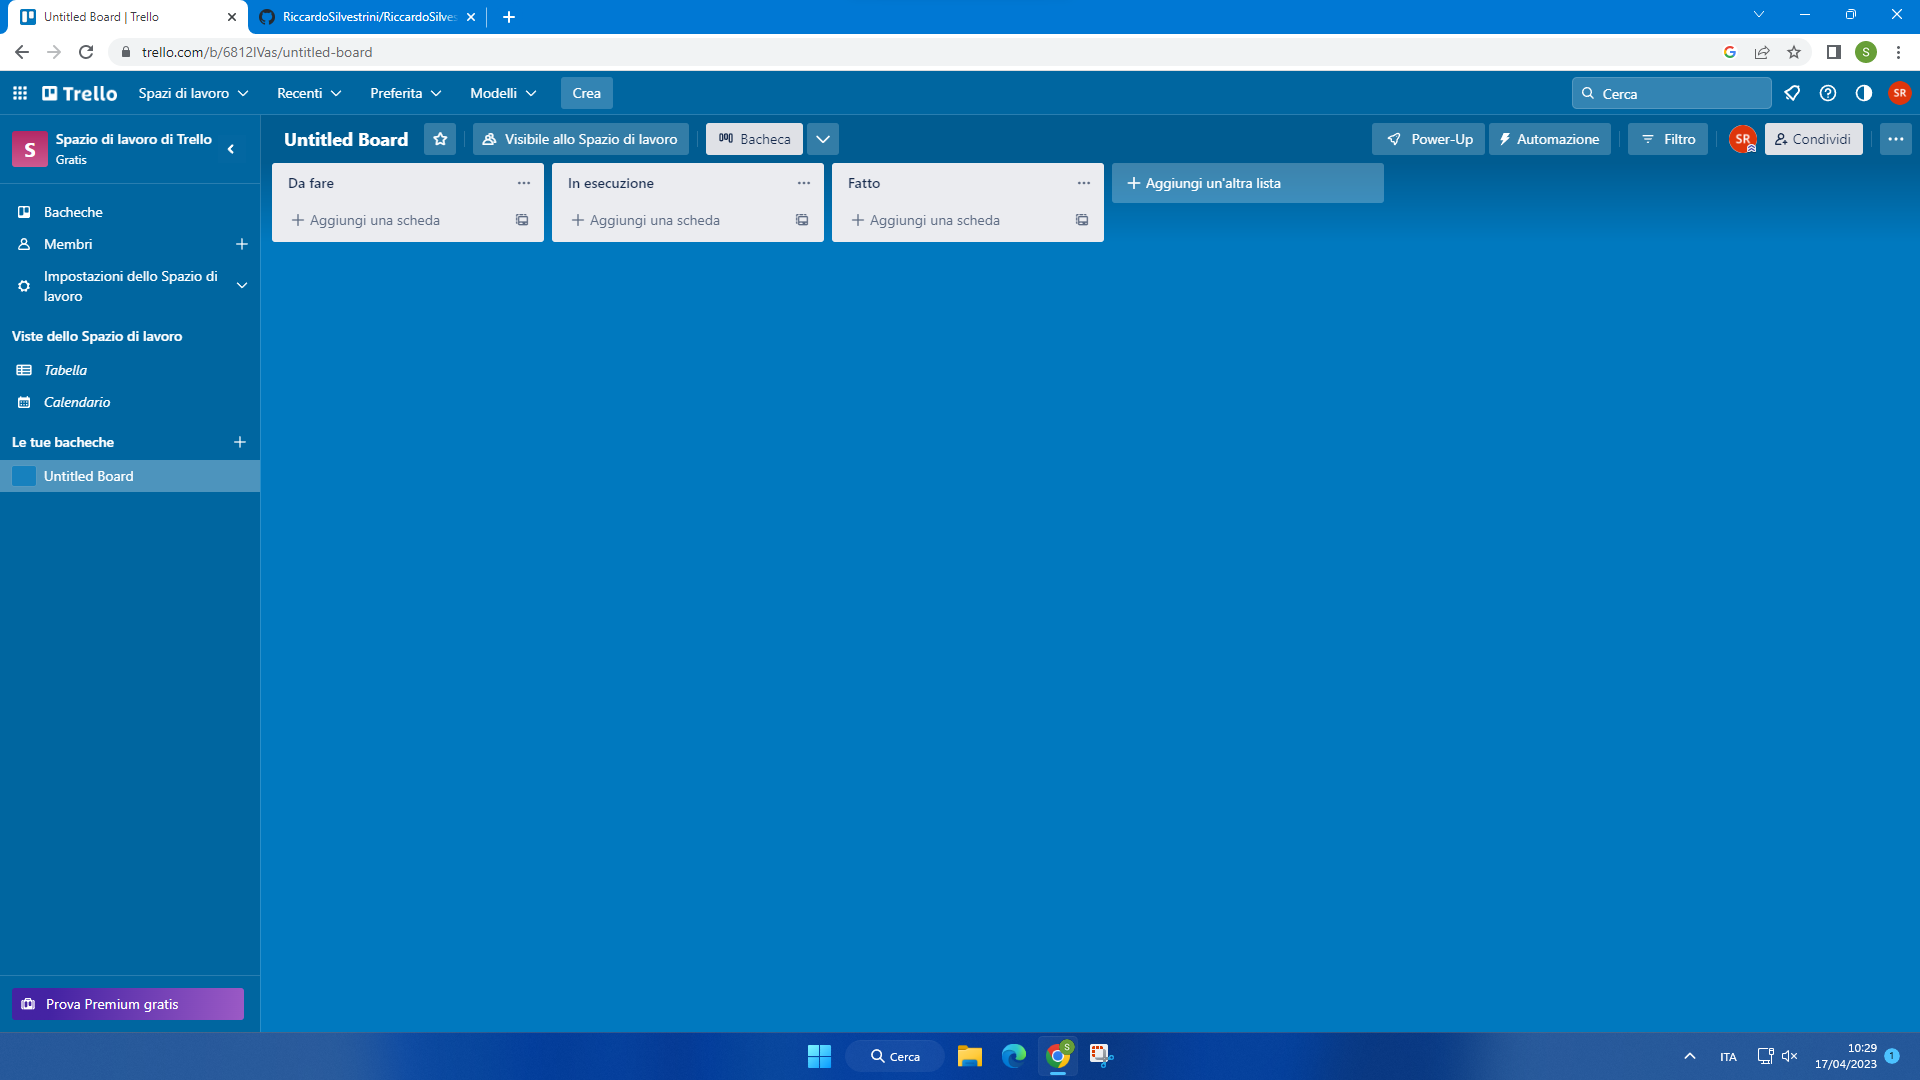 Untitled Board | Trello
RiccardoSilvestrini/RiccardoSilves
trello.com/b/6812IVas/untitled-board
S
Trello
Spazi di lavoro
Recenti
Preferita
Modelli
Crea
Cerca
SR
S
Spazio di lavoro di Trello
Gratis
Untitled Board
Visibile allo Spazio di lavoro
Bacheca
Power-Up
Automazione
Filtro
SR
Condividi
Bacheche
Membri
Impostazioni dello Spazio di
lavoro
Viste dello Spazio di lavoro
Tabella
Calendario
Le tue bacheche
Untitled Board
Da fare
Aggiungi una scheda
In esecuzione
Aggiungi una scheda
Fatto
Aggiungi una scheda
Aggiungi un'altra lista
Prova Premium gratis
Cerca
S
ITA
10:29
17/04/2023
1